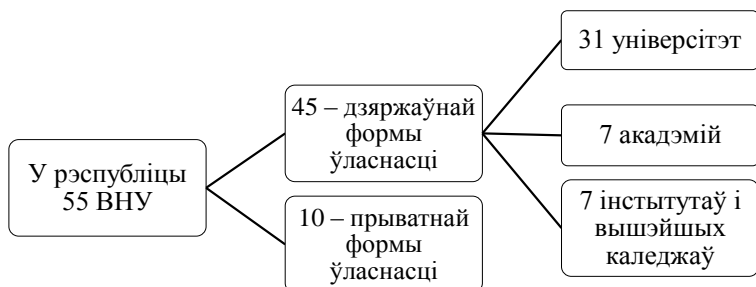 У рэспубліцы
55 ВНУ
45 – дзяржаўнай
формы
ўласнасці
10 – прыватнай
формы
ўласнасці
31 універсітэт
7 акадэмій
7 інстытутаў і
вышэйшых
каледжаў